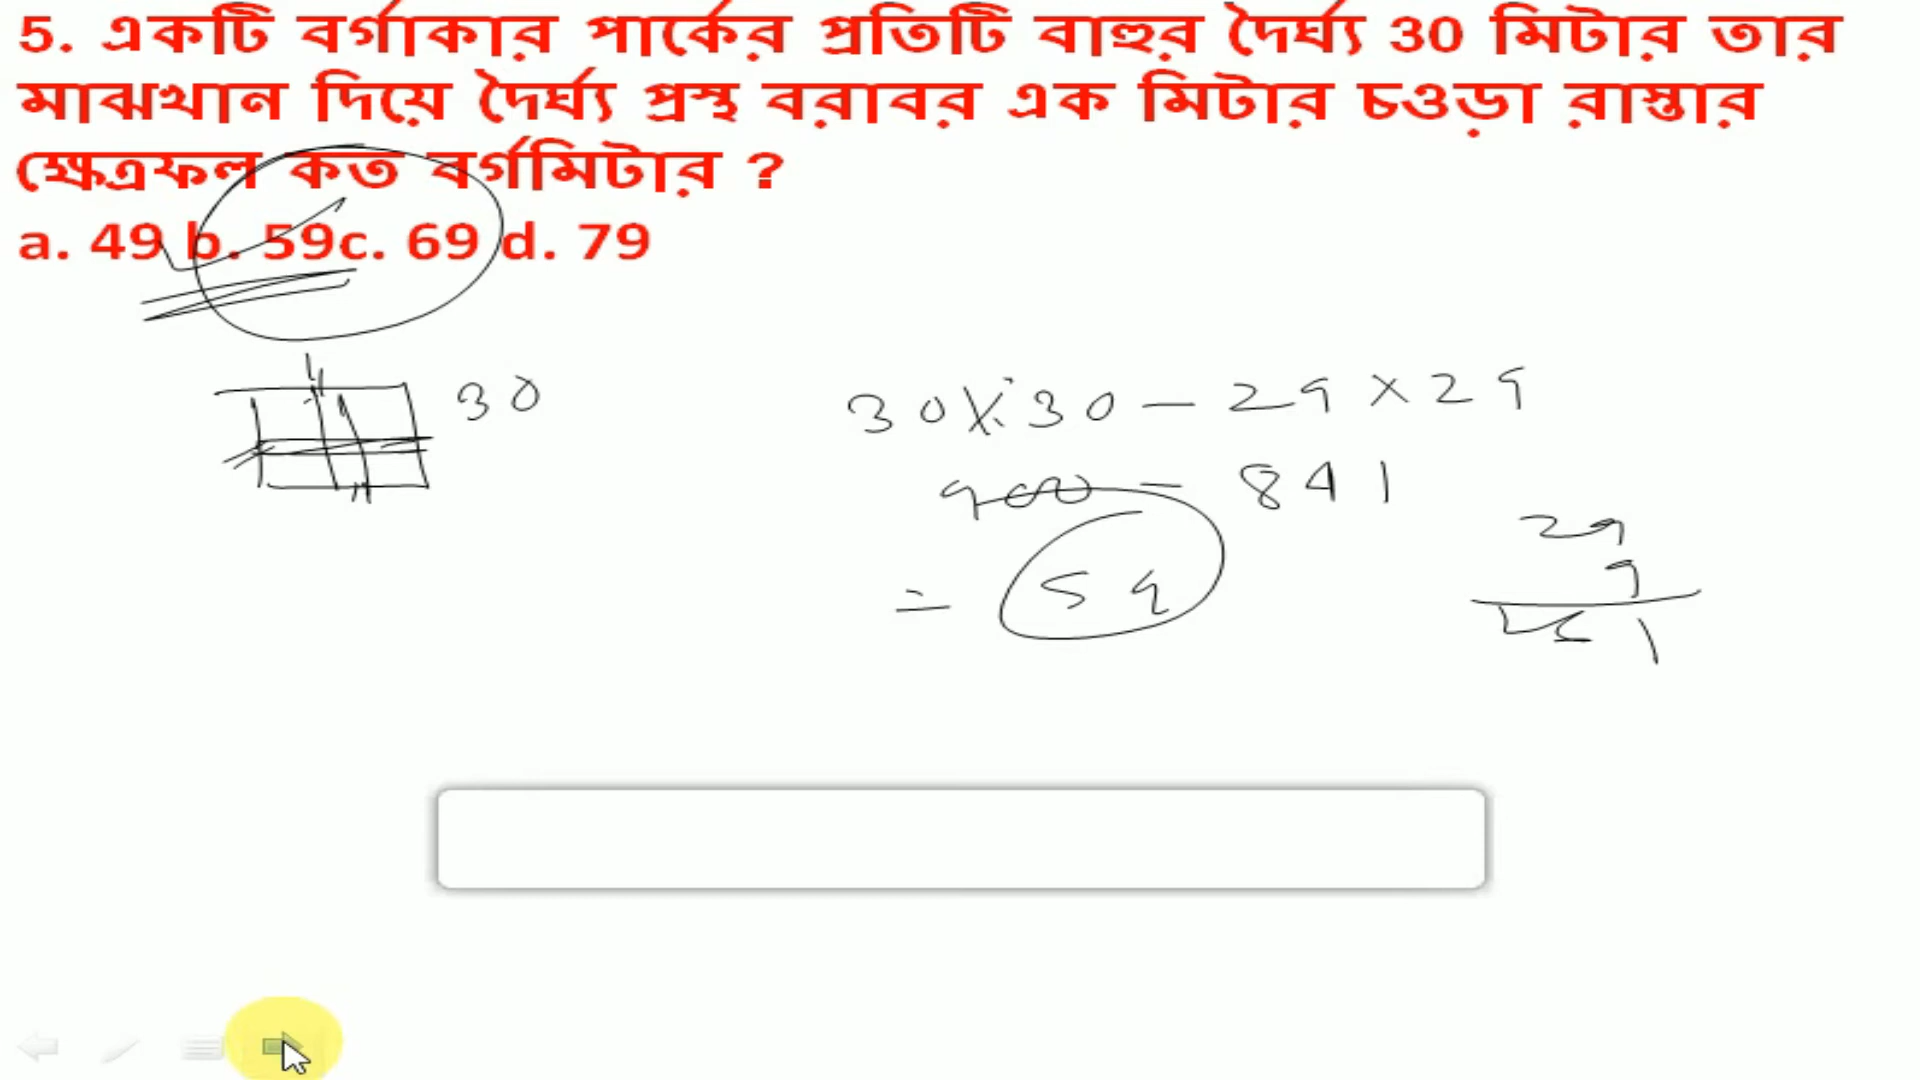 5. একটি বর্গাকার পার্কের প্রতিটি বাহুর দৈর্ঘ্য 30 মিটার তার
মাঝখান দিয়ে দৈর্ঘ্য প্রস্থ বরাবর এক মিটার চওড়া রাস্তার
ক্ষেত্রফল কত বর্গমিটার ?
a. 49 b. 59c. 69 d. 79
30
30 X 30 - 29 x 29
900 - 841
= 59
29
9